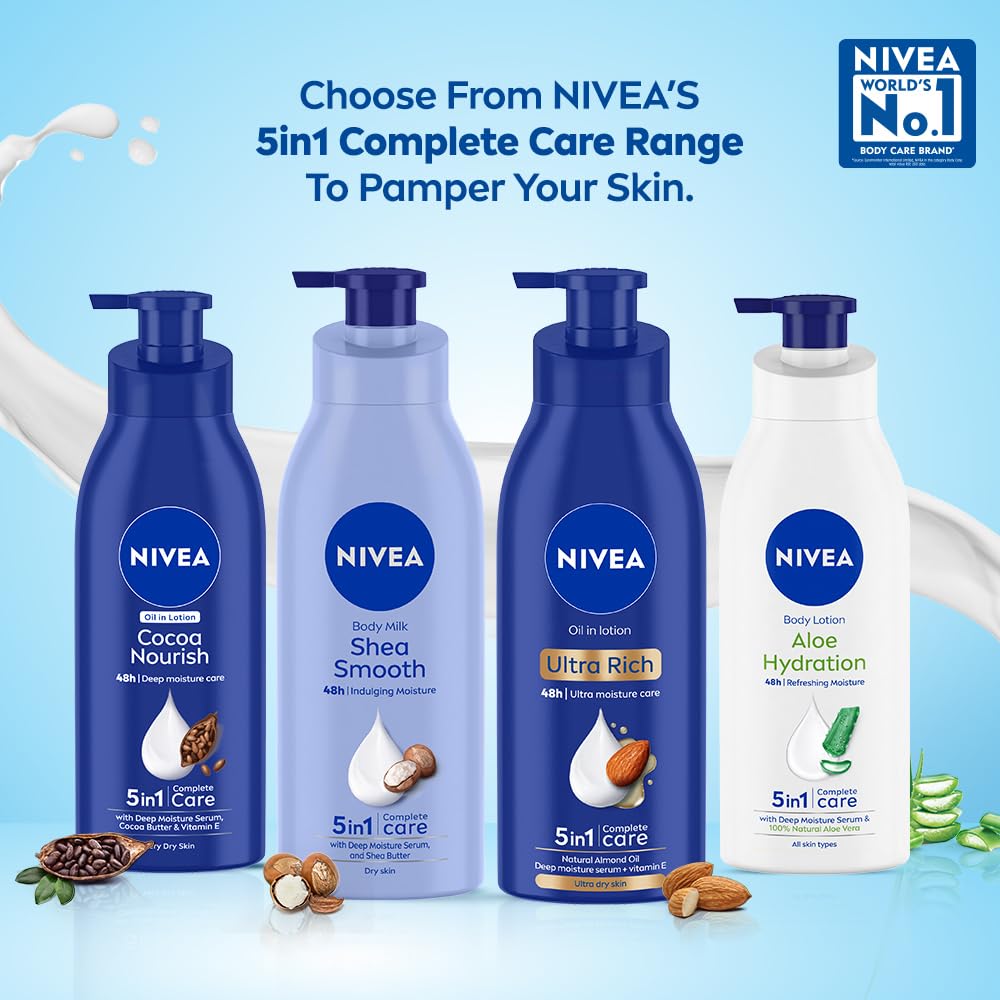 Choose From NIVEA'S
5in1 Complete Care Range
To Pamper Your Skin.
NIVEA
WORLD'S
No.1
BODY CARE BRAND*
NIVEA
Oil in Lotion
Cocoa
Nourish
48h | Deep moisture care
5in1 | Complete Care
with Deep Moisture Serum,
Cocoa Butter & Vitamin E
Dry Skin
NIVEA
Body Milk
Shea
Smooth
48h | Indulging Moisture
5in1 | Complete care
with Deep Moisture Serum,
and Shea Butter
Dry skin
NIVEA
Oil in lotion
Ultra Rich
48h | Ultra moisture care
5in1 | Complete care
Natural Almond Oil
Deep moisture serum + vitamin E
Ultra dry skin
NIVEA
Body Lotion
Aloe
Hydration
48h | Refreshing Moisture
5in1 | Complete care
with Deep Moisture Serum &
100% Natural Aloe Vera
All skin types